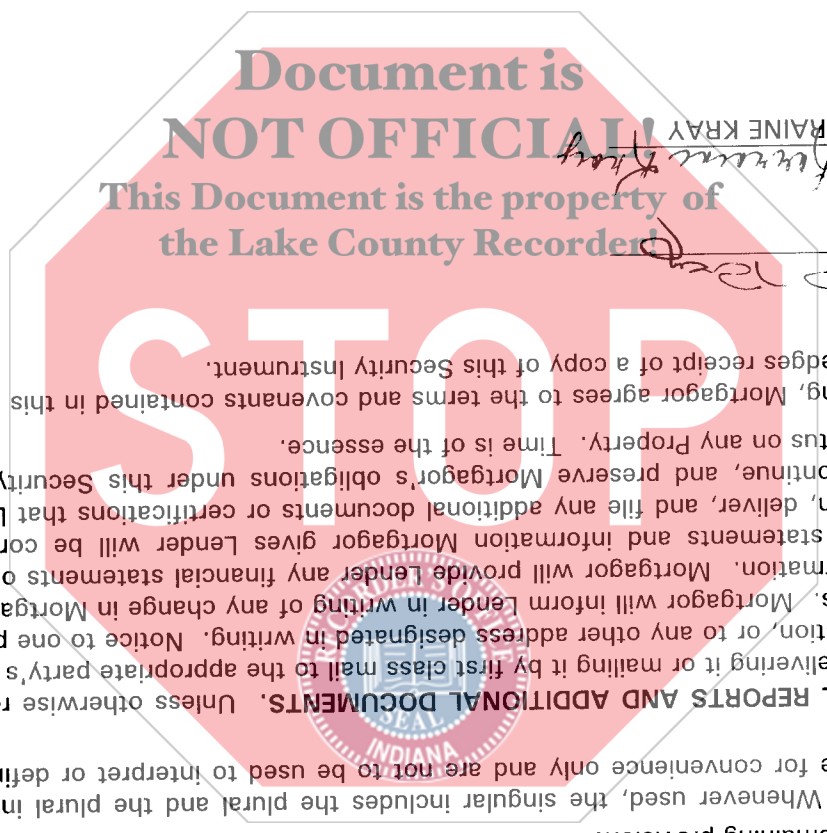 Document is
NOT OFFICIAL!
This Document is the property of
the Lake County Recorder!
STOP
RECORDER'S OFFICE
SEAL
INDIANA
Whenever used, the singular includes the plural and the plural in
e for convenience only and are not to be used to interpret or defin
REPORTS AND ADDITIONAL DOCUMENTS. Unless otherwise r
elivering it or mailing it by first class mail to the appropriate party's
tion, or to any other address designated in writing. Notice to one p
s. Mortgagor will inform Lender in writing of any change in Mortga
rmation. Mortgagor will provide Lender any financial statements o
statements and information Mortgagor gives Lender will be cor
n, deliver, and file any additional documents or certifications that L
ontinue, and preserve Mortgagor's obligations under this Security
tus on any Property. Time is of the essence.
ng, Mortgagor agrees to the terms and covenants contained in this
edges receipt of a copy of this Security Instrument.
Kray
RAINE KRAY